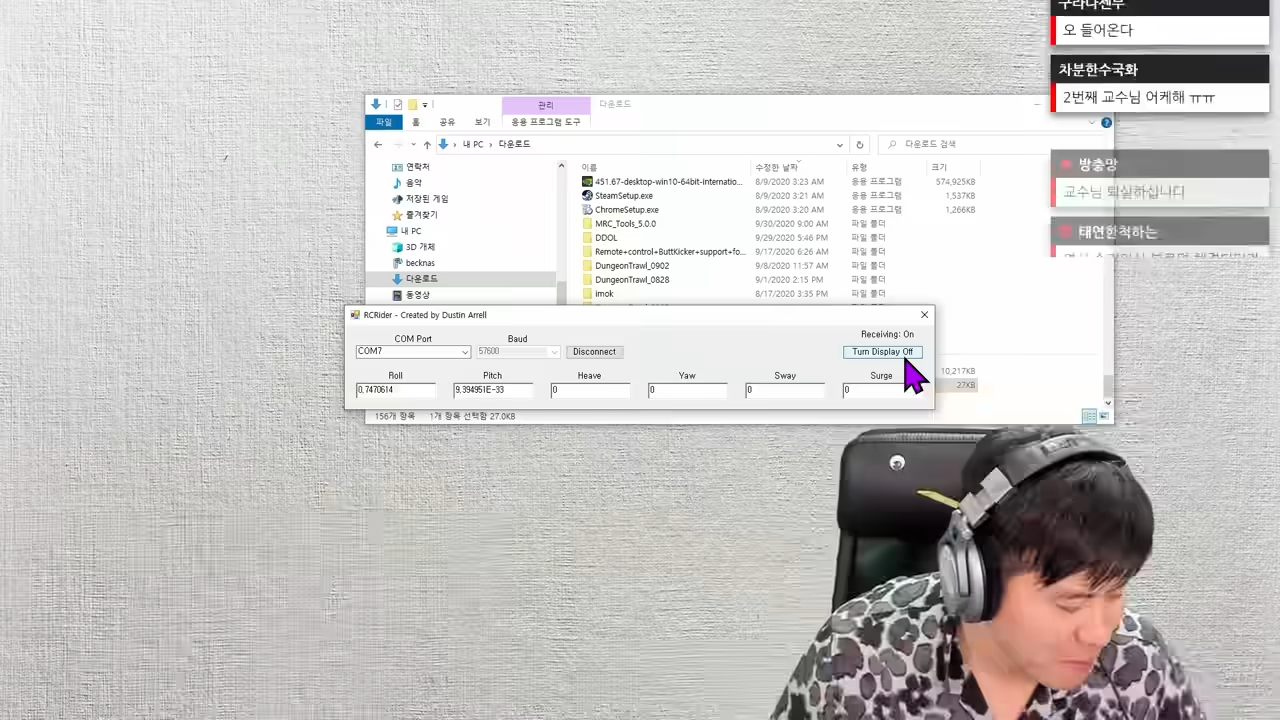 구라다젠부
오 들어온다
차분한수국화
2번째 교수님 어케해 ㅠㅠ
방충망
교수님 퇴실하십니다
태연한척하는
관리
다운로드
파일
홈
공유
보기
응용 프로그램 도구
내 PC
다운로드
다운로드 검색
이름
수정한 날짜
유형
크기
연락처
음악
저장된 게임
즐겨찾기
내 PC
3D 개체
becknas
다운로드
동영상
451.67-desktop-win10-64bit-internatio... 8/9/2020 3:23 AM 응용 프로그램 574,925KB
SteamSetup.exe 8/9/2020 3:21 AM 응용 프로그램 1,537KB
ChromeSetup.exe 8/9/2020 3:20 AM 응용 프로그램 1,266KB
MRC_Tools_5.0.0 9/30/2020 9:00 AM 파일 폴더
DDOL 9/29/2020 5:46 PM 파일 폴더
Remote+control+ButtKicker+support+fo... 9/17/2020 6:26 AM 파일 폴더
DungeonTrawl_0902 9/8/2020 11:57 AM 파일 폴더
DungeonTrawl_0828 9/1/2020 2:15 PM 파일 폴더
imok 8/17/2020 3:35 PM 파일 폴더
RCRider - Created by Dustin Arrell
COM Port
Baud
Receiving: On
COM7
57600
Disconnect
Turn Display Off
Roll
Pitch
Heave
Yaw
Sway
Surge
0.7470614
9.394951E-33
0
0
0
0
10,217KB
27KB
156개 항목
1개 항목 선택함 27.0KB